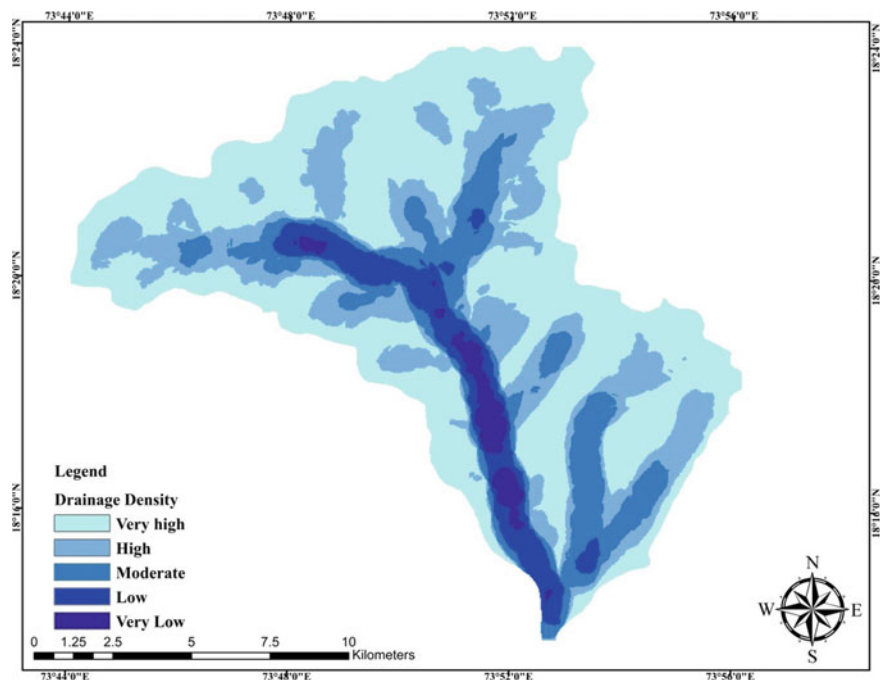 73°44'0"E 73°48'0"E 73°52'0"E 73°56'0"E
18°24'0"N 18°24'0"N
18°20'0"N 18°20'0"N
18°16'0"N 18°16'0"N
Legend
Drainage Density
Very high
High
Moderate
Low
Very Low
0 1.25 2.5 5 7.5 10
Kilometers
N
W E
S
73°44'0"E 73°48'0"E 73°52'0"E 73°56'0"E